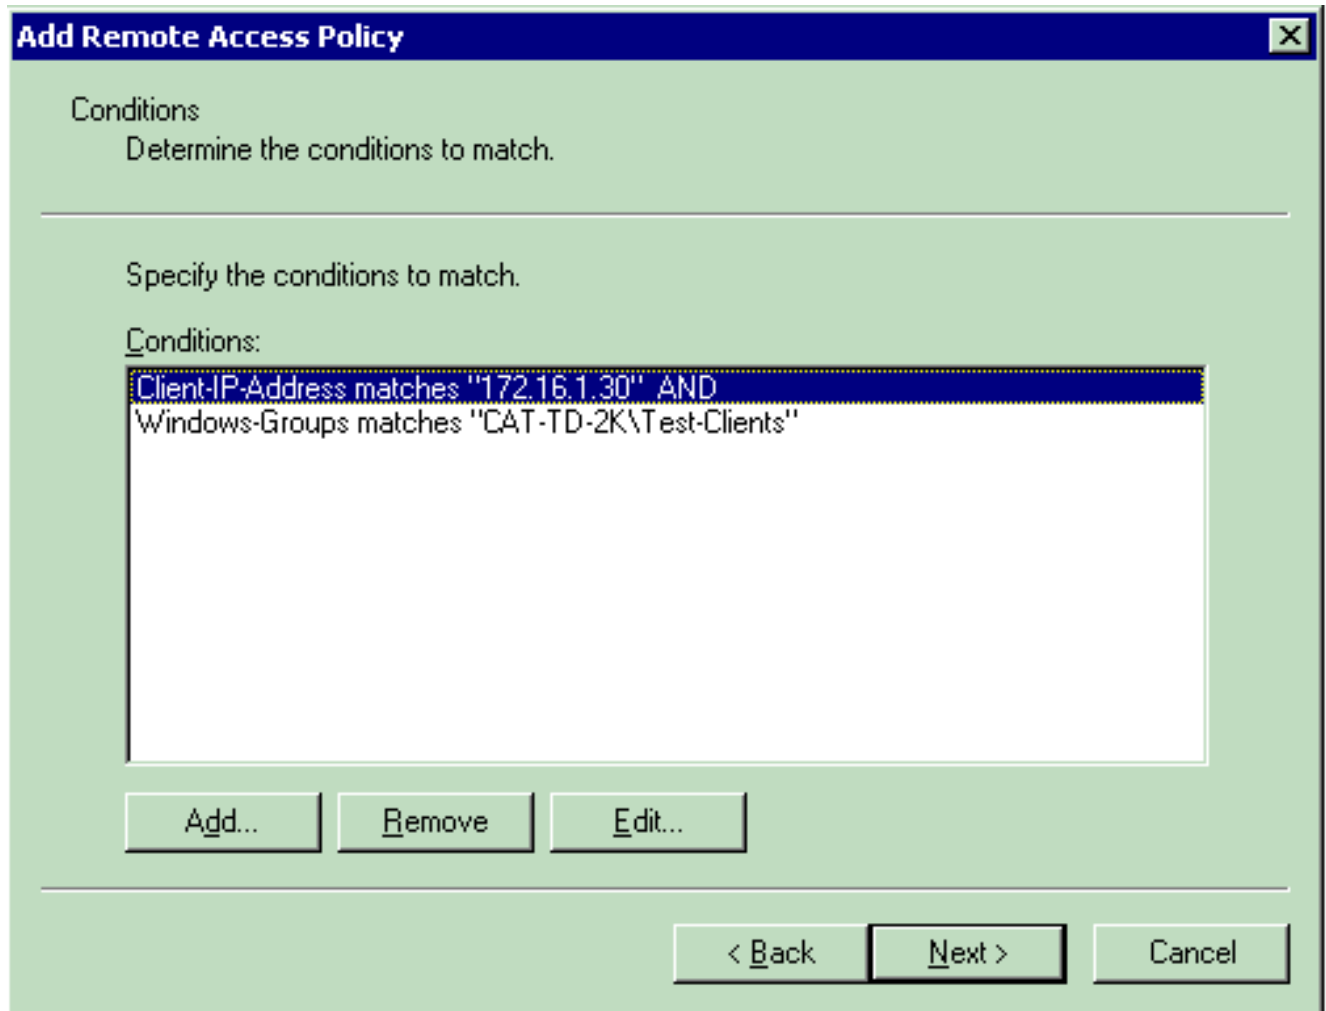 Add Remote Access Policy
Conditions
Determine the conditions to match.
Specify the conditions to match.
Conditions:
Client-IP-Address matches "172.16.1.30" AND
Windows-Groups matches "CAT-TD-2K\Test-Clients"
Add... Remove Edit...
< Back Next > Cancel